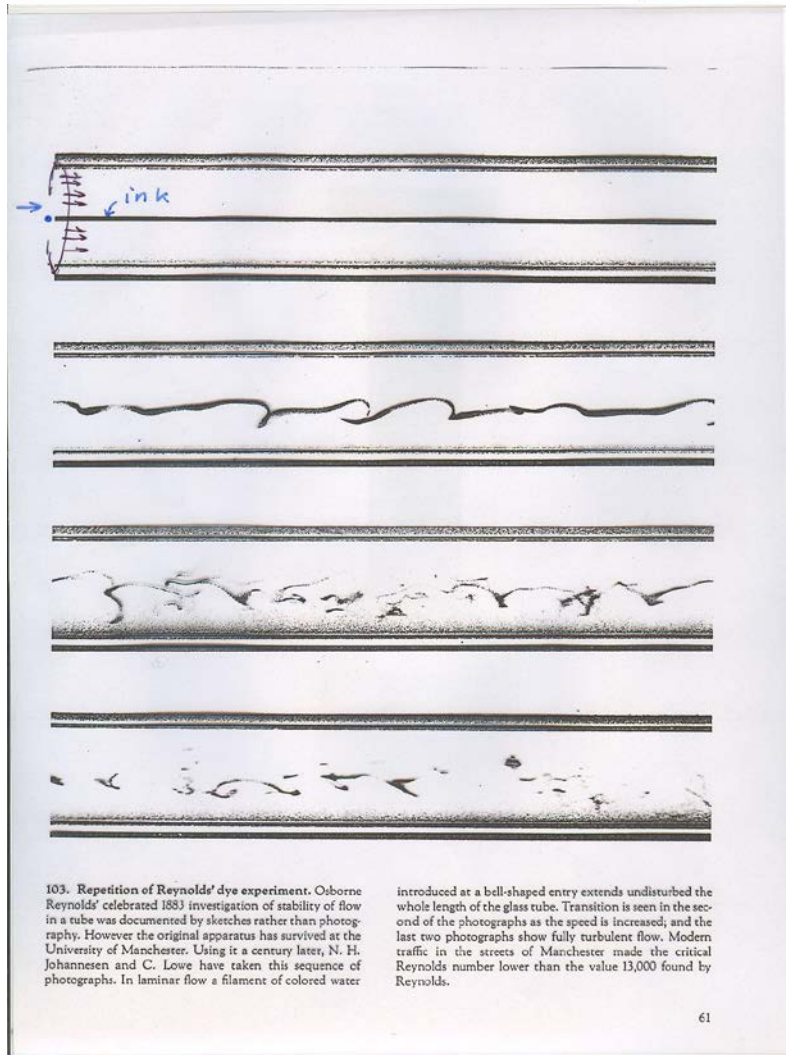 ink
103. Repetition of Reynolds' dye experiment. Osborne
Reynolds' celebrated 1883 investigation of stability of flow
in a tube was documented by sketches rather than photog-
raphy. However the original apparatus has survived at the
University of Manchester. Using it a century later, N. H.
Johannesen and C. Lowe have taken this sequence of
photographs. In laminar flow a filament of colored water
introduced at a bell-shaped entry extends undisturbed the
whole length of the glass tube. Transition is seen in the sec-
ond of the photographs as the speed is increased; and the
last two photographs show fully turbulent flow. Modern
traffic in the streets of Manchester made the critical
Reynolds number lower than the value 13,000 found by
Reynolds.
61